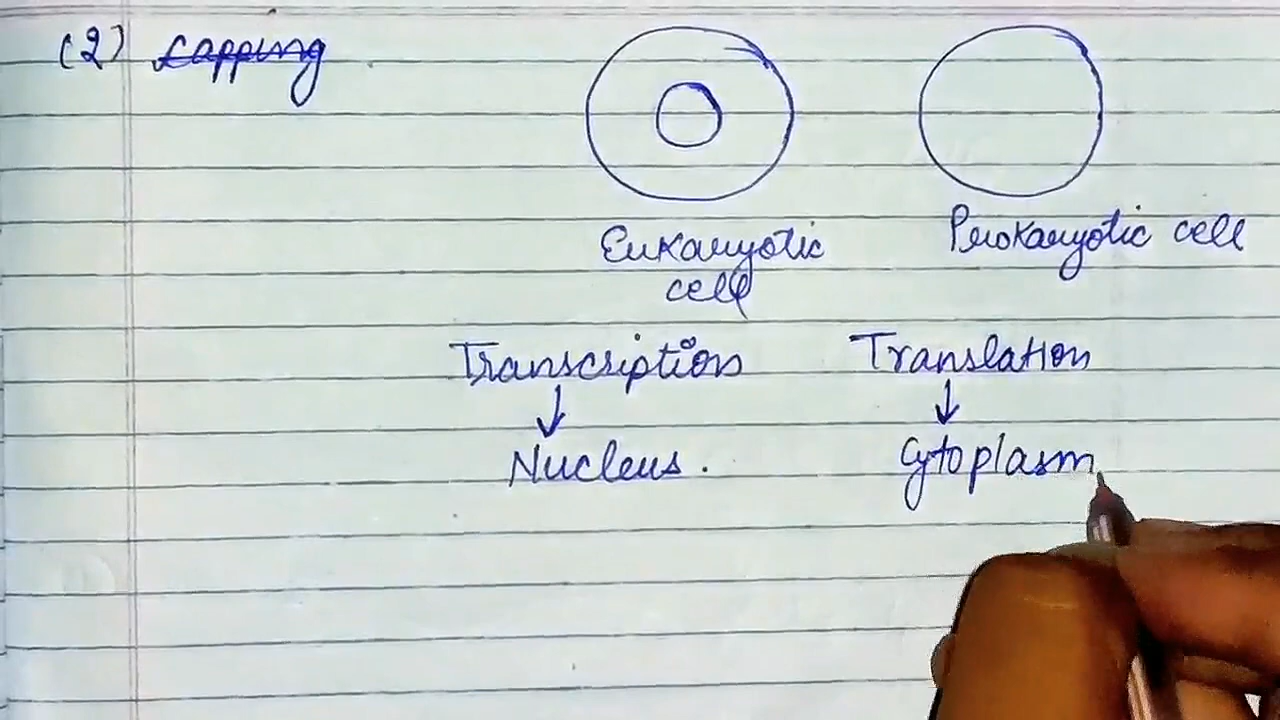 (2) capping
Eukaryotic cell
Prokaryotic cell
Transcription Translation
↓ ↓
Nucleus. Cytoplasm